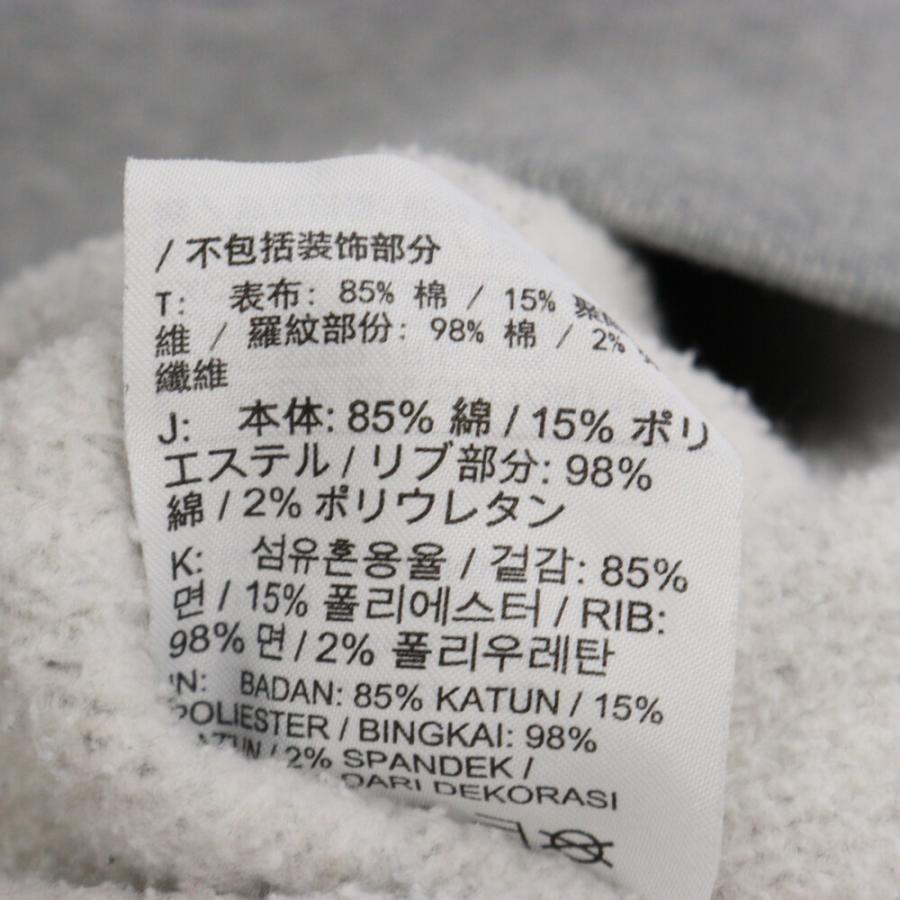 / 不包括装饰部分
T: 表布: 85% 棉 / 15%
維 / 羅紋部份: 98% 棉 / 2%
纖維
J: 本体: 85% 綿 / 15% ポリ
エステル / リブ部分: 98%
綿 / 2% ポリウレタン
K: 섬유혼용율 / 겉감: 85%
면 / 15% 폴리에스터 / RIB:
98% 면 / 2% 폴리우레탄
IN: BADAN: 85% KATUN / 15%
POLIESTER / BINGKAI: 98%
KATUN / 2% SPANDEK /
DARI DEKORASI